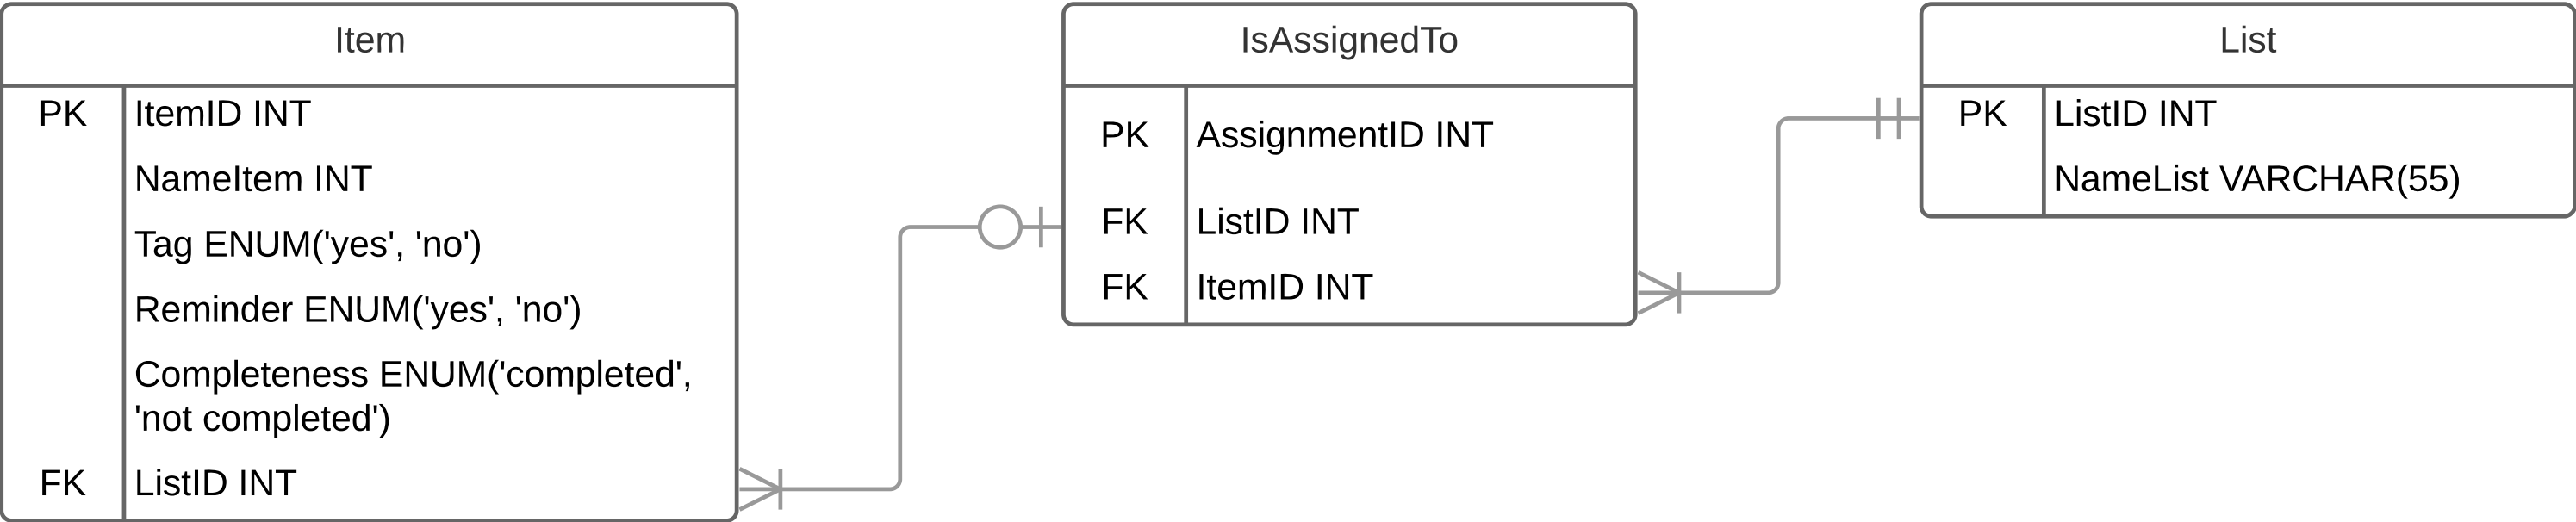 Item
PK ItemID INT
NameItem INT
Tag ENUM('yes', 'no')
Reminder ENUM('yes', 'no')
Completeness ENUM('completed',
'not completed')
FK ListID INT
IsAssignedTo
PK AssignmentID INT
FK ListID INT
FK ItemID INT
List
PK ListID INT
NameList VARCHAR(55)